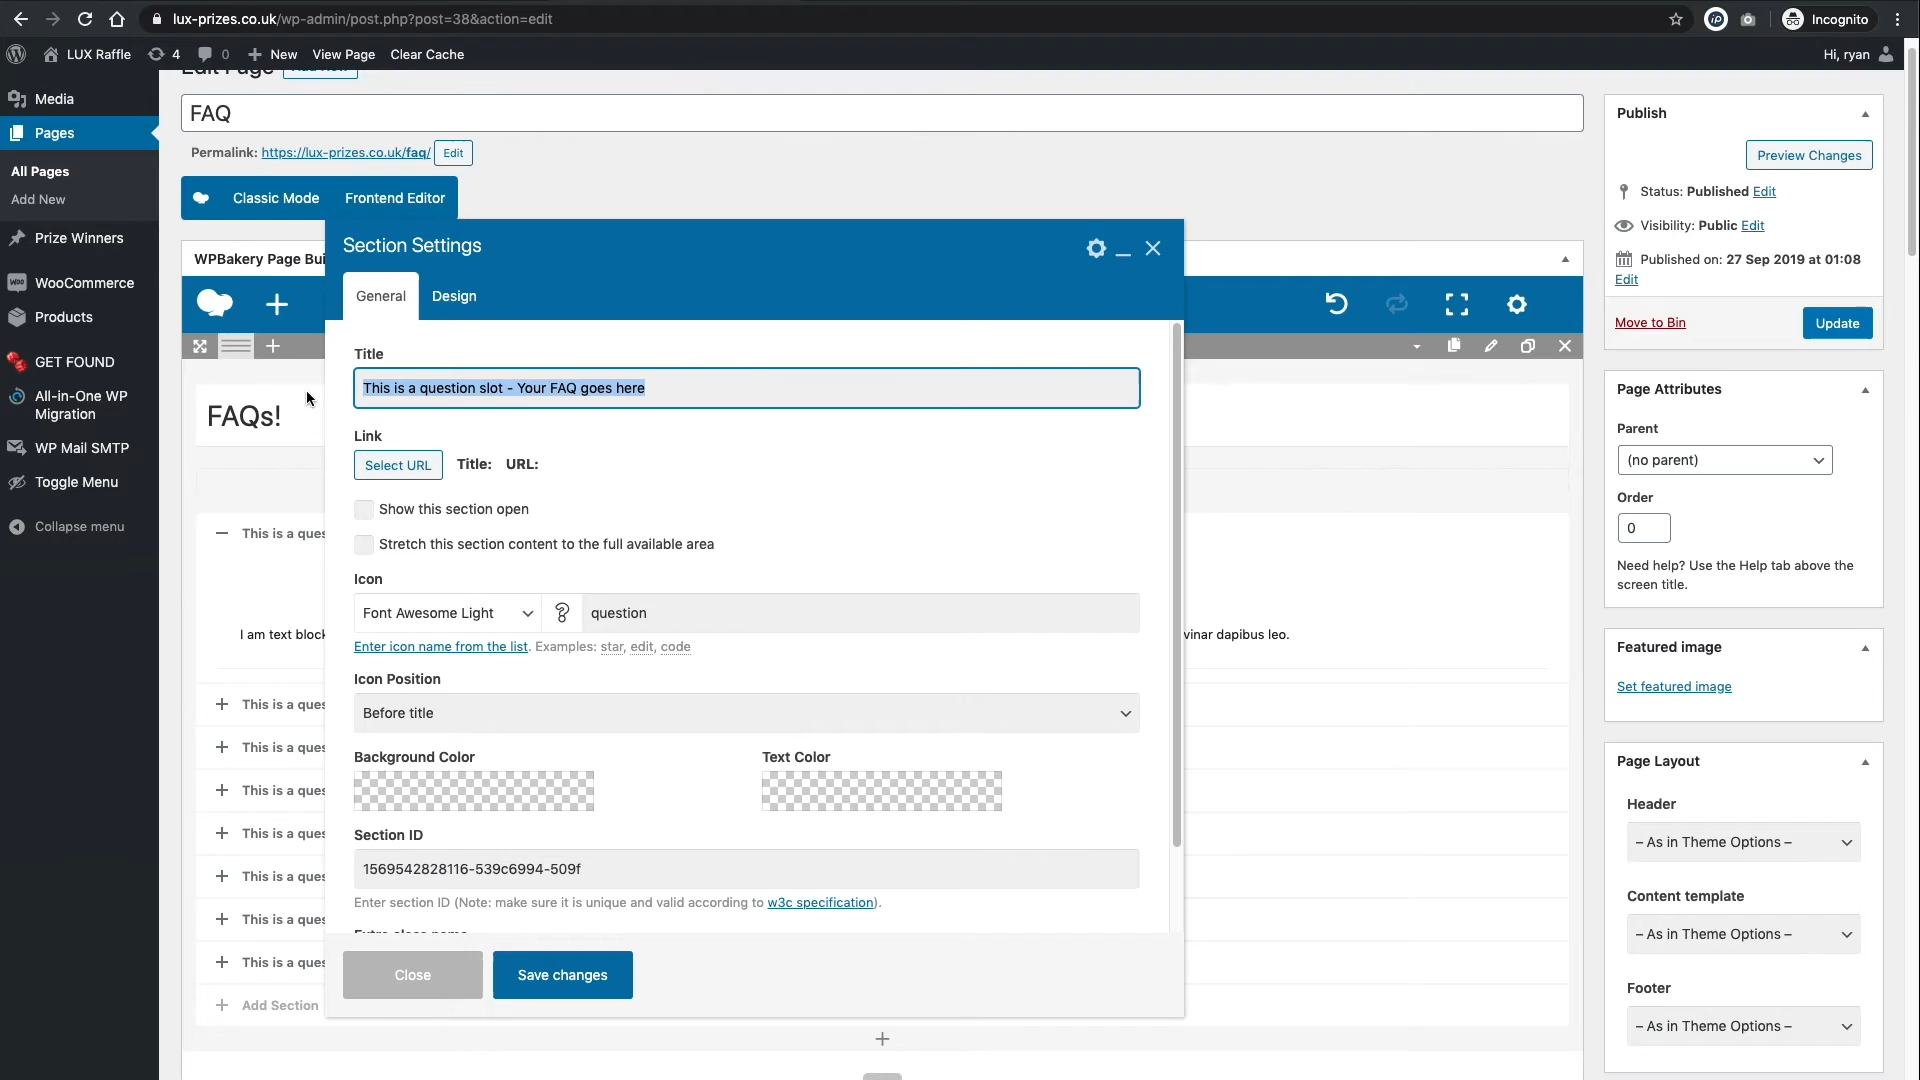 lux-prizes.co.uk/wp-admin/post.php?post=38&action=edit
Incognito
LUX Raffle
4
0
New
View Page
Clear Cache
Hi, ryan
Media
Pages
All Pages
Add New
Prize Winners
WooCommerce
Products
GET FOUND
All-in-One WP
Migration
WP Mail SMTP
Toggle Menu
Collapse menu
Edit Page
FAQ
Permalink: https://lux-prizes.co.uk/faq/
Edit
Classic Mode
Frontend Editor
WPBakery Page Bui
FAQs!
This is a ques
I am text block
vinar dapibus leo.
This is a ques
This is a ques
This is a ques
This is a ques
This is a ques
This is a ques
This is a ques
Add Section
Section Settings
General
Design
Title
This is a question slot - Your FAQ goes here
Link
Select URL
Title:
URL:
Show this section open
Stretch this section content to the full available area
Icon
Font Awesome Light
question
Enter icon name from the list. Examples: star, edit, code
Icon Position
Before title
Background Color
Text Color
Section ID
1569542828116-539c6994-509f
Enter section ID (Note: make sure it is unique and valid according to w3c specification).
Close
Save changes
Publish
Preview Changes
Status: Published Edit
Visibility: Public Edit
Published on: 27 Sep 2019 at 01:08
Edit
Move to Bin
Update
Page Attributes
Parent
(no parent)
Order
0
Need help? Use the Help tab above the
screen title.
Featured image
Set featured image
Page Layout
Header
– As in Theme Options –
Content template
– As in Theme Options –
Footer
– As in Theme Options –